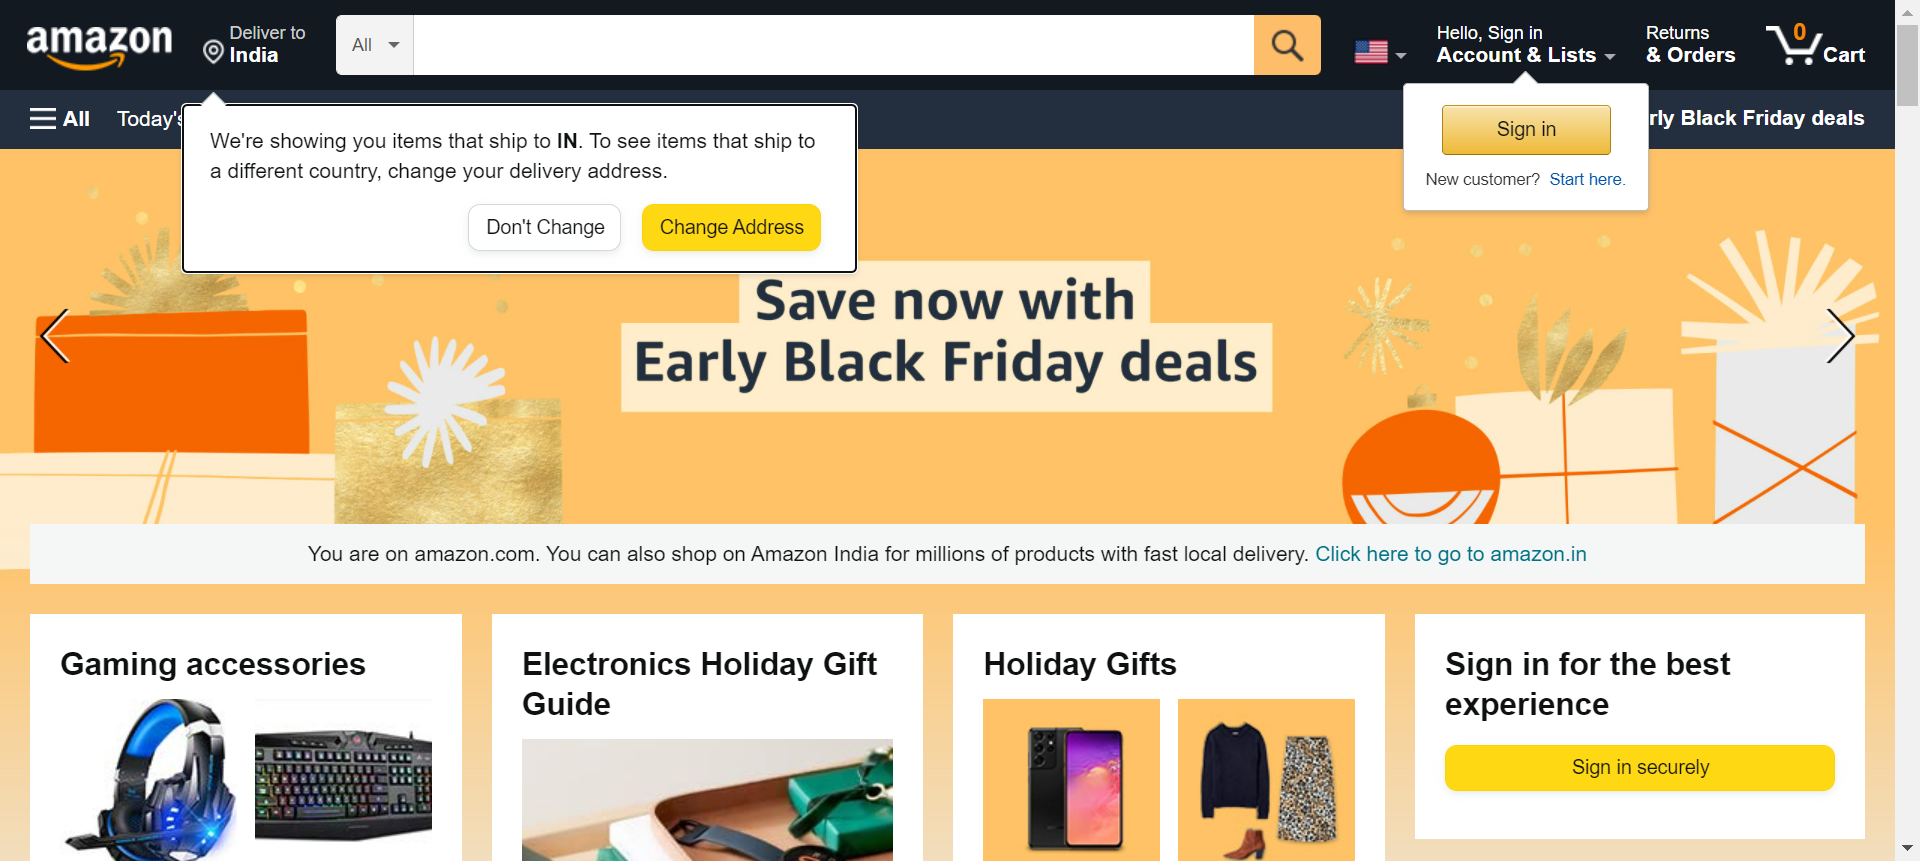 amazon
Deliver to
India
All
Hello, Sign in
Account & Lists
Returns
& Orders
0
Cart
All
Today's
rly Black Friday deals
We're showing you items that ship to IN. To see items that ship to
a different country, change your delivery address.
Don't Change
Change Address
Sign in
New customer? Start here.
Save now with
Early Black Friday deals
You are on amazon.com. You can also shop on Amazon India for millions of products with fast local delivery. Click here to go to amazon.in
Gaming accessories
Electronics Holiday Gift
Guide
Holiday Gifts
Sign in for the best
experience
Sign in securely